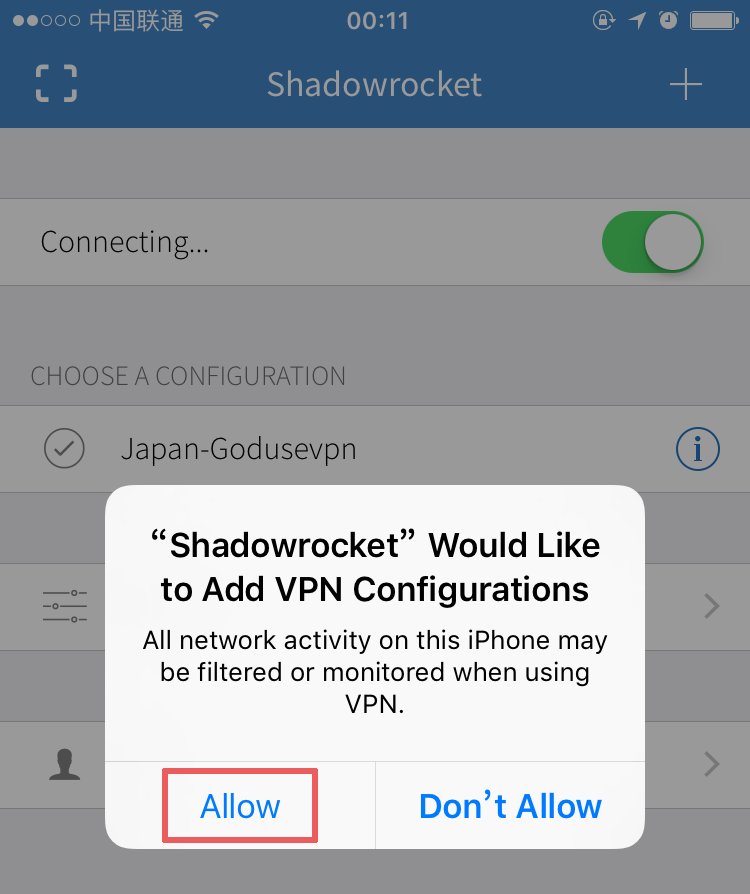 中国联通
00:11
Shadowrocket
Connecting...
CHOOSE A CONFIGURATION
Japan-Godusevpn
“Shadowrocket” Would Like
to Add VPN Configurations
All network activity on this iPhone may
be filtered or monitored when using
VPN.
Allow
Don’t Allow